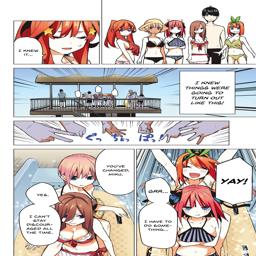 I KNEW
IT...
I KNEW
THINGS WERE
GOING TO
TURN OUT
LIKE THIS!
YOU'VE
CHANGED,
MIKU.
YES.
I CAN'T
STAY
DISCOUR-
AGED ALL
THE TIME.
YAY!
GRR...
I HAVE TO
DO SOME-
THING...